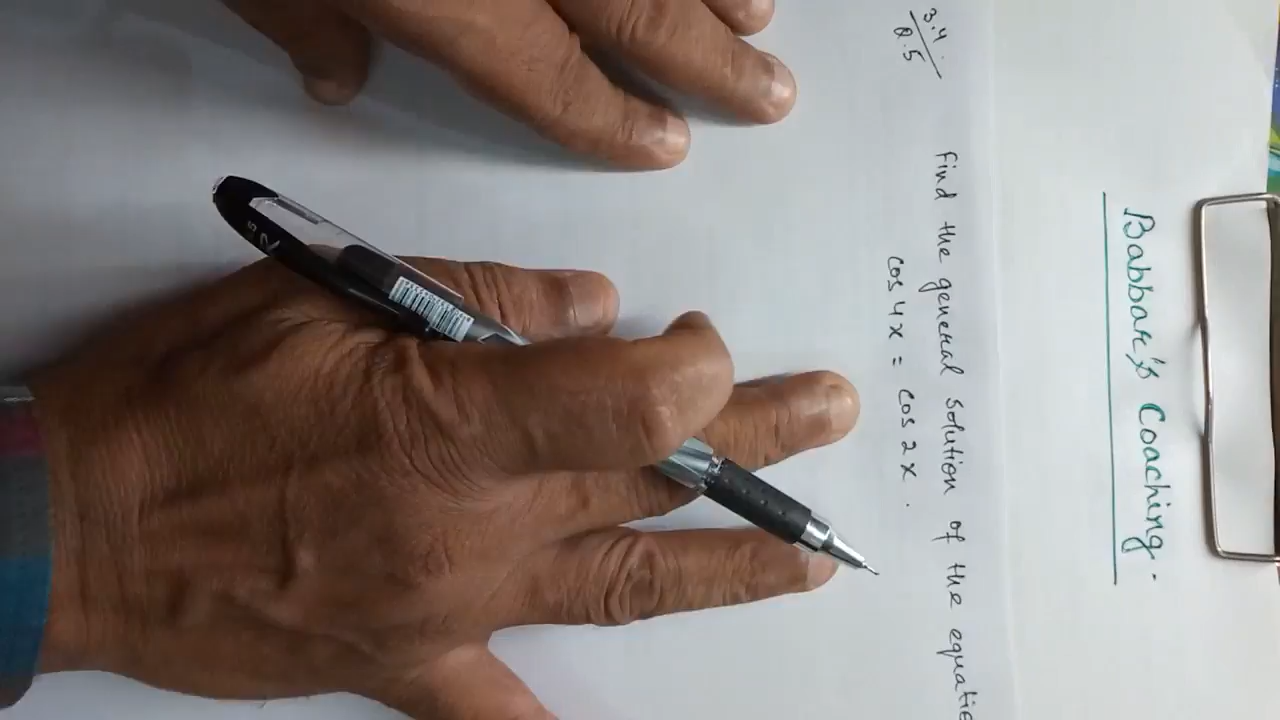 Babbar's Coaching.
3.4
Q.5
Find the general solution of the equatio
cos 4x = cos 2x.